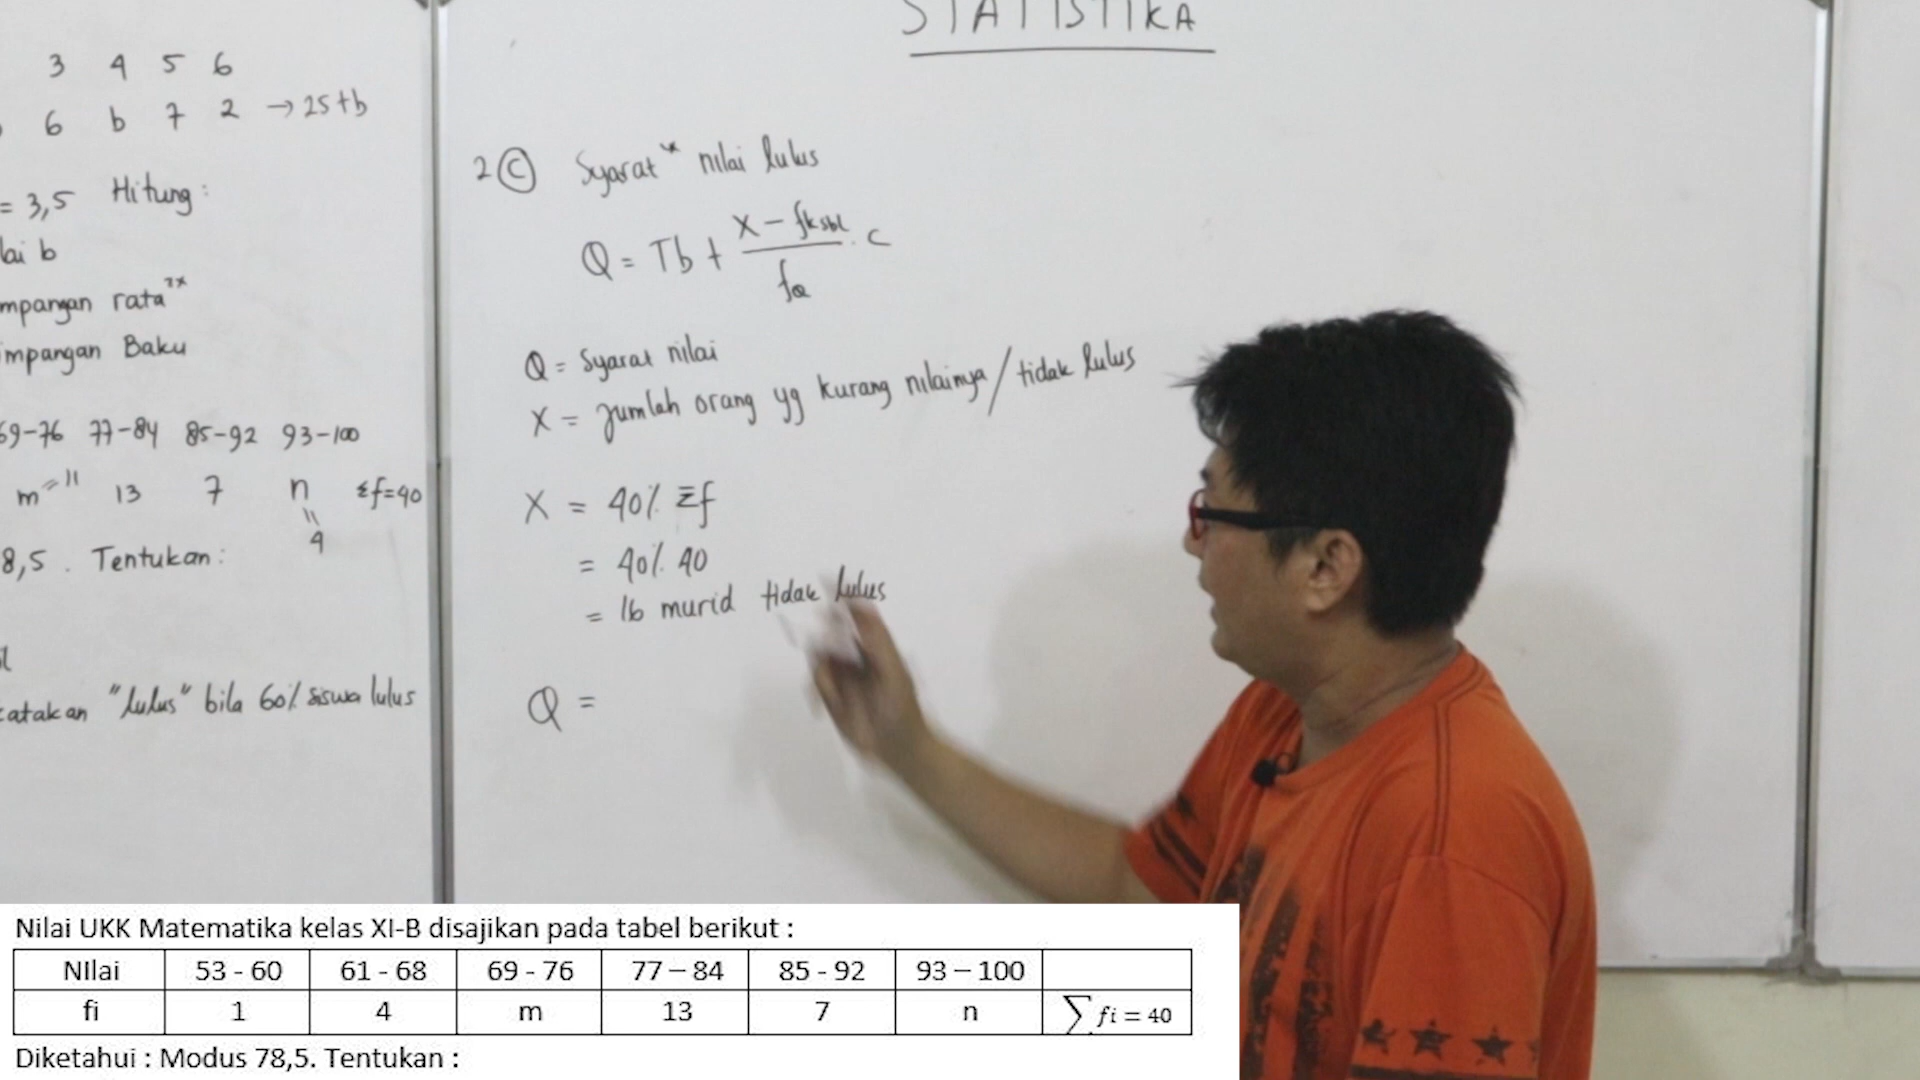 STATISTIKA
3 4 5 6
6 b 7 2 → 25+b
= 3,5 Hitung :
lai b
mpangan rata"x
impangan Baku
69-76 77-84 85-92 93-100
m = 11 13 7 n Σf=40
= 4
8,5 . Tentukan :
catakan "lulus" bila 60% siswa lulus
2 (C) Syarat" nilai lulus
Q = Tb + (X - fksbl)/fQ . c
Q = Syarat nilai
X = jumlah orang yg kurang nilainya / tidak lulus
X = 40% Σf
= 40% 40
= 16 murid tidak lulus
Q =
Nilai UKK Matematika kelas XI-B disajikan pada tabel berikut :
NIlai 53 - 60 61 - 68 69 - 76 77 – 84 85 - 92 93 – 100
fi 1 4 m 13 7 n ∑ fi = 40
Diketahui : Modus 78,5. Tentukan :